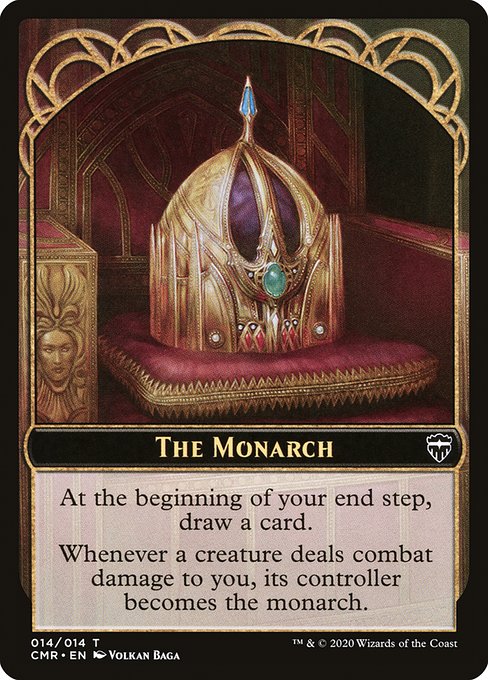 THE MONARCH
At the beginning of your end step,
draw a card.
Whenever a creature deals combat
damage to you, its controller
becomes the monarch.
014/014 T
CMR • EN VOLKAN BAGA
™ & © 2020 Wizards of the Coast